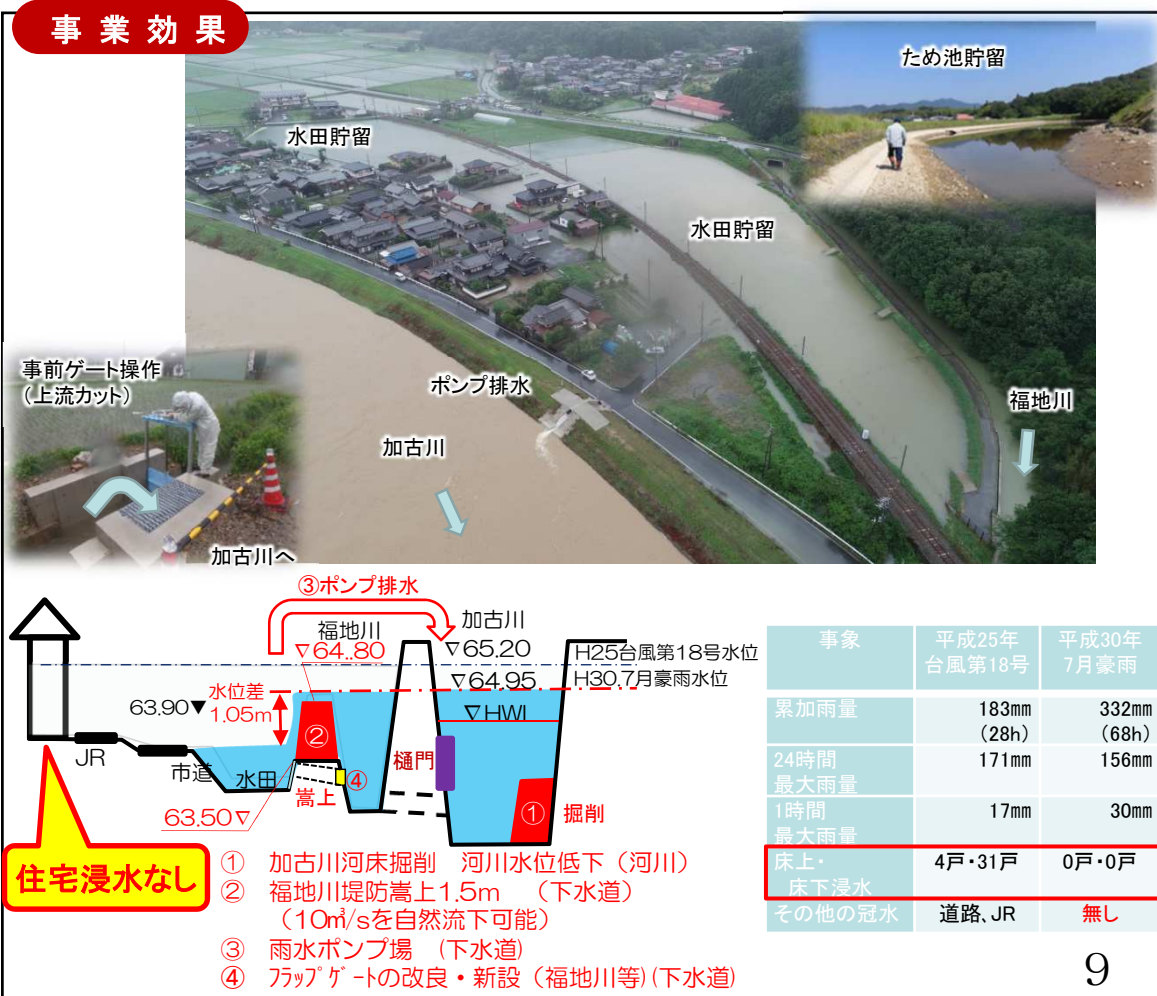 事業効果
ため池貯留
水田貯留
水田貯留
事前ゲート操作
(上流カット)
ポンプ排水
福地川
加古川
加古川へ
③ポンプ排水
福地川
加古川
▽64..80
▽65.20
H25台風第18号水位
▽64.95
H30.7月豪雨水位
水位差
1.05m
63.90▼
▽HWl
②
JR
市道
水田
樋門
④
嵩上
①
掘削
63.50▽
住宅浸水なし
① 加古川河床掘削 河川水位低下(河川)
② 福地川堤防嵩上1.5m (下水道)
(10㎥/sを自然流下可能)
③ 雨水ポンプ場 (下水道)
④ フラップゲートの改良・新設(福地川等)(下水道)
事象 平成25年 平成30年
台風第18号 7月豪雨
累加雨量 183mm 332mm
(28h) (68h)
24時間 171mm 156mm
最大雨量
1時間 17mm 30mm
最大雨量
床上・ 4戸・31戸 0戸・0戸
床下浸水
その他の冠水 道路、JR 無し
9